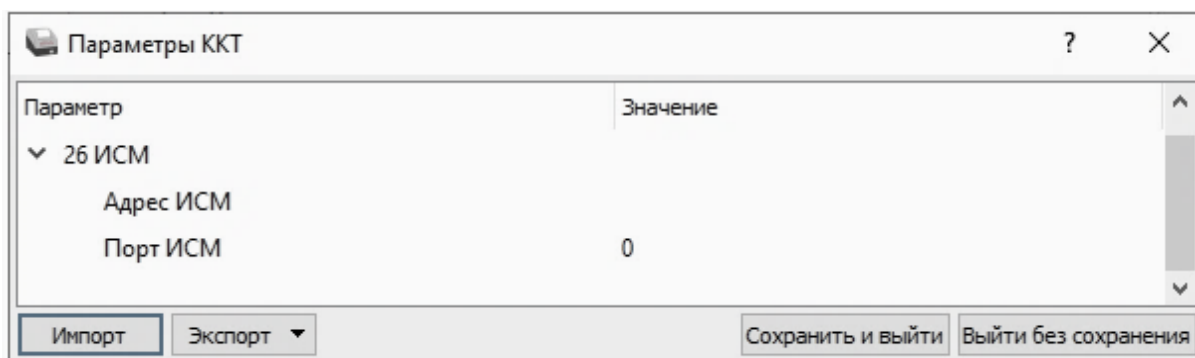 Параметры ККТ ?
Параметр Значение
26 ИСМ
Адрес ИСМ
Порт ИСМ 0
Импорт Экспорт Сохранить и выйти Выйти без сохранения